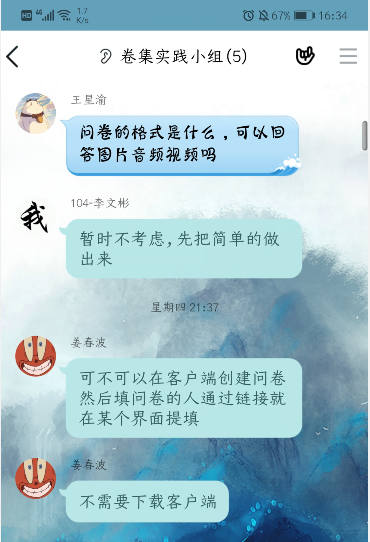 HD 4G 1.7 K/s 67% 16:34
卷集实践小组(5)
王星渝
问卷的格式是什么，可以回
答图片音频视频吗
我
104-李文彬
暂时不考虑,先把简单的做
出来
星期四 21:37
姜春波
可不可以在客户端创建问卷
然后填问卷的人通过链接就
在某个界面提填
姜春波
不需要下载客户端